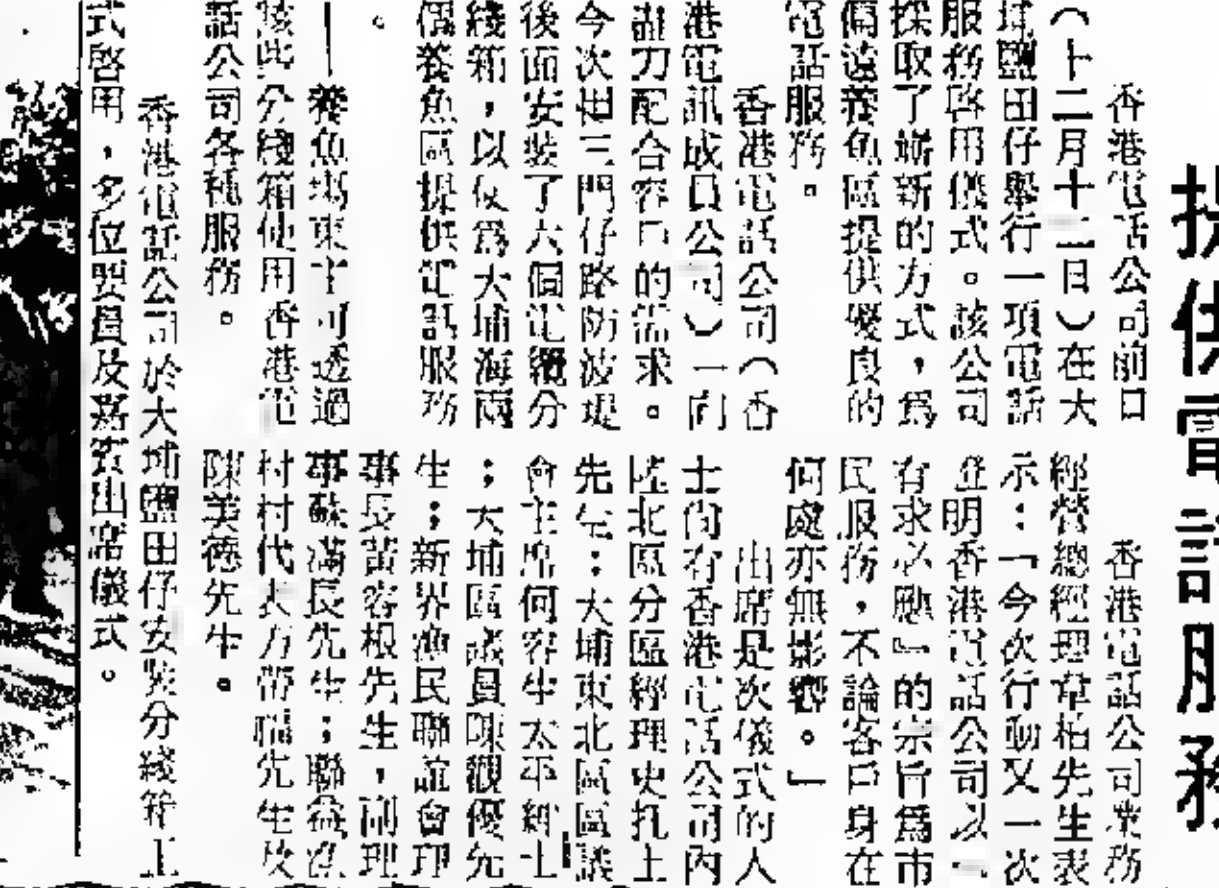 提供電話服務
香港電話公司前日
（十二月十二日）在大
埔鹽田仔舉行一項電話
服務啓用儀式。該公司
採取了嶄新的方式，爲
偏遠養魚區提供優良的
電話服務。
香港電話公司（香
港電訊成員公司）一向
盡力配合客戶的需求。
今次在三門仔路防波堤
後面安裝了六個電纜分
綫箱，以便爲大埔海兩
個養魚區提供電話服務
。
——養魚場東主可透過
該此分綫箱使用香港電
話公司各種服務。
香港電話公司業務
經營總經理韋柏先生表
示：「今次行動又一次
證明香港電話公司以『
有求必應』的宗旨爲市
民服務，不論客戶身在
何處亦無影響。」
出席是次儀式的人
士尙有香港電話公司內
陸北區分區經理史托士
先生；大埔東北區區議
會主席何容生太平紳士
；大埔區議員陳觀優先
生；新界漁民聯誼會理
事長黃容根先生，副理
事蘇滿長先生；聯益漁
村村代表方帶福先生及
陳美德先生。
香港電話公司於大埔鹽田仔安裝分綫箱正
式啓用，多位要員及嘉賓出席儀式。